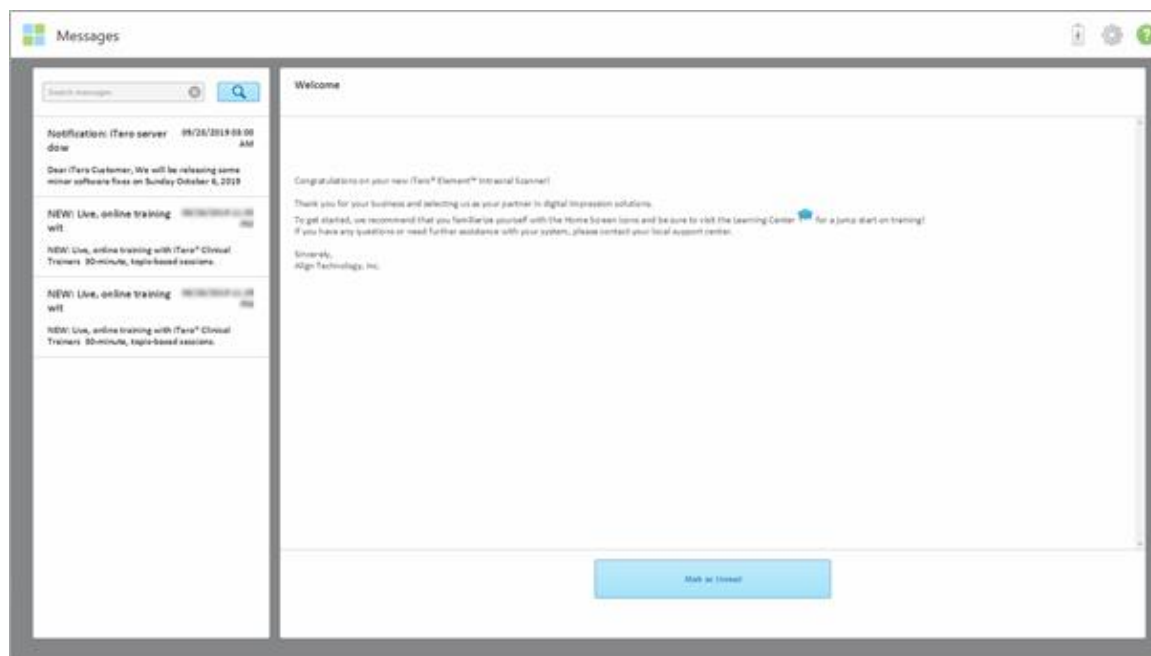 Messages
Search messages
Notification: iTero server
09/26/2019 08:00
dow
AM
Dear iTero Customer, We will be releasing some
minor software fixes on Sunday October 6, 2019
NEW: Live, online training
wit
NEW: Live, online training with iTero® Clinical
Trainers 30-minute, topic-based sessions.
NEW: Live, online training
wit
NEW: Live, online training with iTero® Clinical
Trainers 30-minute, topic-based sessions.
Welcome
Congratulations on your new iTero® Element™ Intraoral Scanner!
Thank you for your business and selecting us as your partner in digital impression solutions.
To get started, we recommend that you familiarize yourself with the Home Screen icons and be sure to visit the Learning Center for a jump start on training!
If you have any questions or need further assistance with your system, please contact your local support center.
Sincerely,
Align Technology, Inc.
Mark as Unread